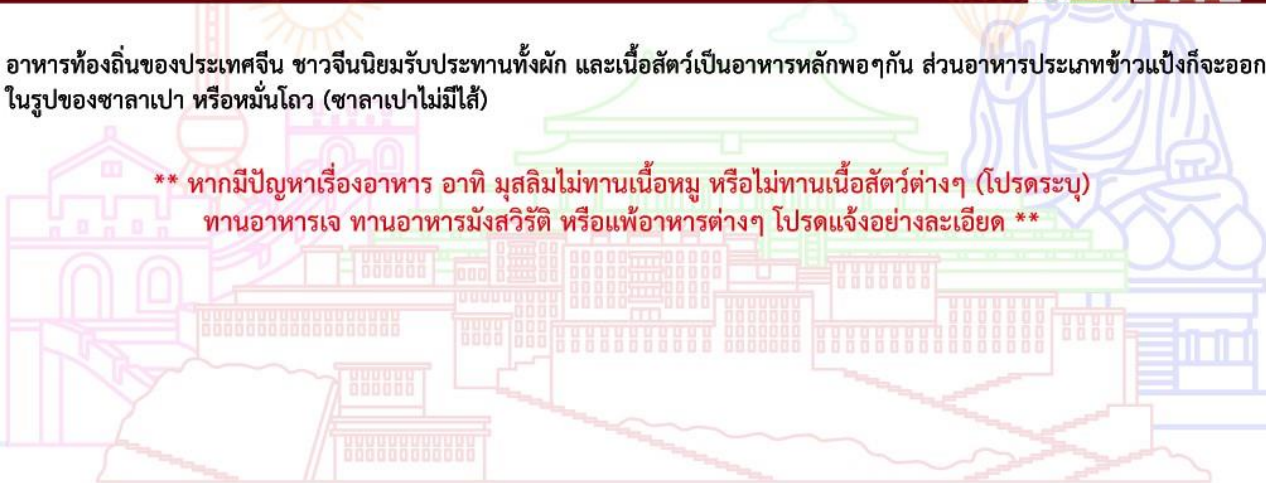 อาหารท้องถิ่นของประเทศจีน ชาวจีนนิยมรับประทานทั้งผัก และเนื้อสัตว์เป็นอาหารหลักพอๆกัน ส่วนอาหารประเภทข้าวแป้งก็จะออก
ในรูปของซาลาเปา หรือหมั่นโถว (ซาลาเปาไม่มีไส้)
** หากมีปัญหาเรื่องอาหาร อาทิ มุสลิมไม่ทานเนื้อหมู หรือไม่ทานเนื้อสัตว์ต่างๆ (โปรดระบุ)
ทานอาหารเจ ทานอาหารมังสวิรัติ หรือแพ้อาหารต่างๆ โปรดแจ้งอย่างละเอียด **